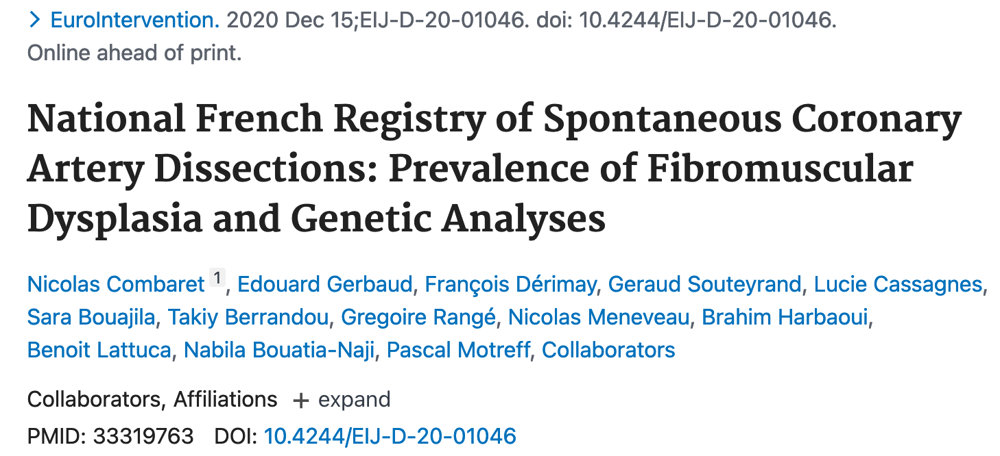 > EuroIntervention. 2020 Dec 15;EIJ-D-20-01046. doi: 10.4244/EIJ-D-20-01046.
Online ahead of print.
National French Registry of Spontaneous Coronary
Artery Dissections: Prevalence of Fibromuscular
Dysplasia and Genetic Analyses
Nicolas Combaret 1, Edouard Gerbaud, François Dérimay, Geraud Souteyrand, Lucie Cassagnes,
Sara Bouajila, Takiy Berrandou, Gregoire Rangé, Nicolas Meneveau, Brahim Harbaoui,
Benoit Lattuca, Nabila Bouatia-Naji, Pascal Motreff, Collaborators
Collaborators, Affiliations + expand
PMID: 33319763 DOI: 10.4244/EIJ-D-20-01046